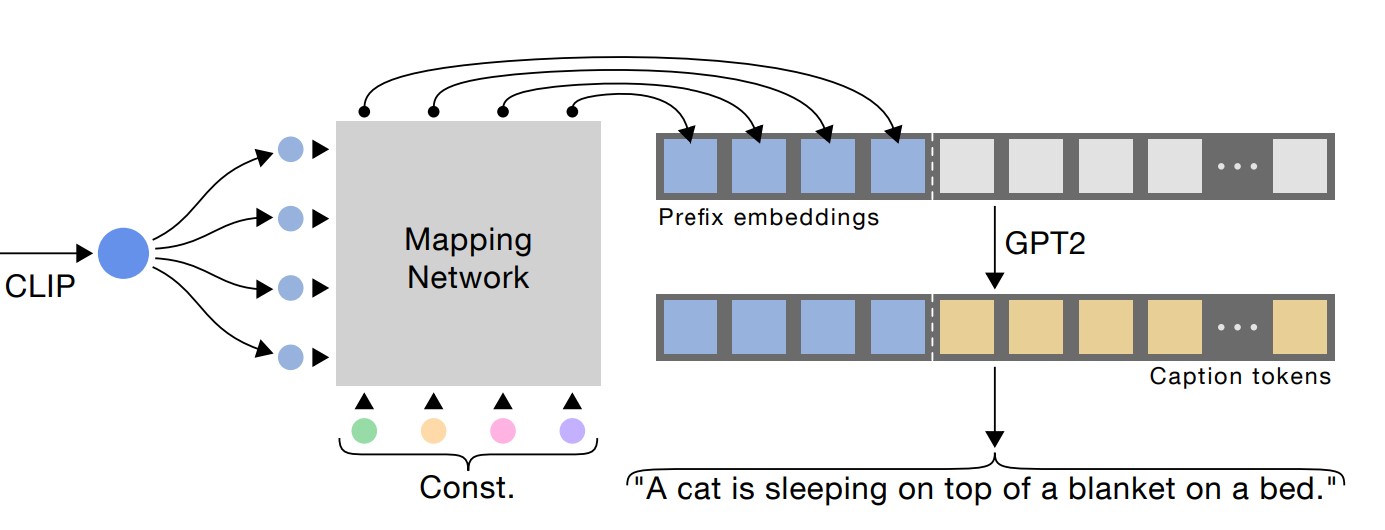 CLIP
Mapping
Network
Const.
Prefix embeddings
GPT2
Caption tokens
"A cat is sleeping on top of a blanket on a bed."